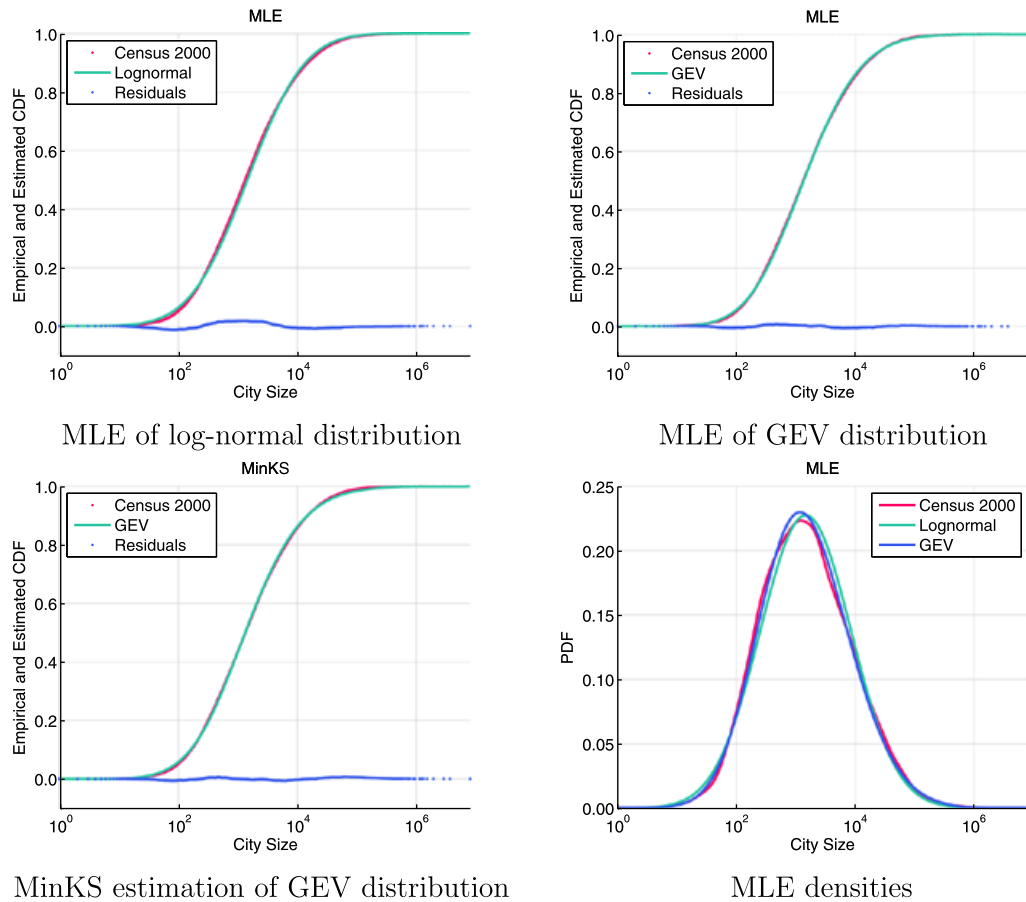 MLE
Empirical and Estimated CDF
1.0
0.8
0.6
0.4
0.2
0.0
Census 2000
Lognormal
Residuals
10^0
10^2
10^4
10^6
City Size
MLE of log-normal distribution
MLE
Empirical and Estimated CDF
1.0
0.8
0.6
0.4
0.2
0.0
Census 2000
GEV
Residuals
10^0
10^2
10^4
10^6
City Size
MLE of GEV distribution
MinKS
Empirical and Estimated CDF
1.0
0.8
0.6
0.4
0.2
0.0
Census 2000
GEV
Residuals
10^0
10^2
10^4
10^6
City Size
MinKS estimation of GEV distribution
MLE
PDF
0.25
0.20
0.15
0.10
0.05
0.00
Census 2000
Lognormal
GEV
10^0
10^2
10^4
10^6
City Size
MLE densities